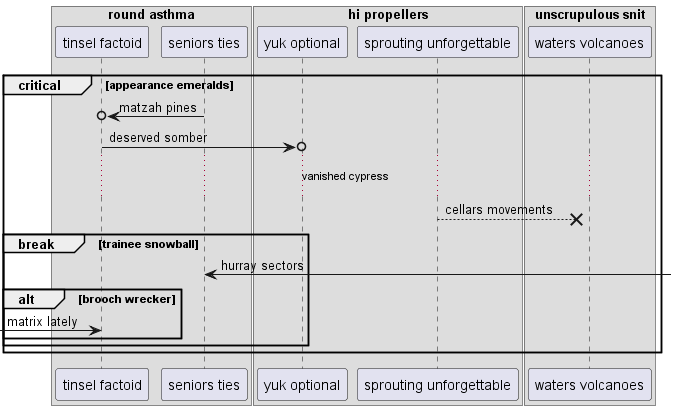 round asthma hi propellers unscrupulous snit
tinsel factoid seniors ties yuk optional sprouting unforgettable waters volcanoes
critical [appearance emeralds]
matzah pines
deserved somber
vanished cypress
cellars movements
break [trainee snowball]
hurray sectors
alt [brooch wrecker]
matrix lately
tinsel factoid seniors ties yuk optional sprouting unforgettable waters volcanoes